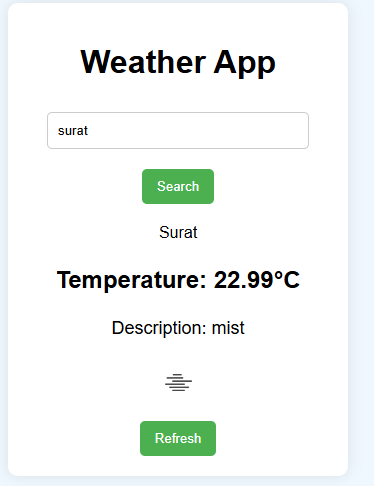 Weather App
surat
Search
Surat
Temperature: 22.99°C
Description: mist
Refresh